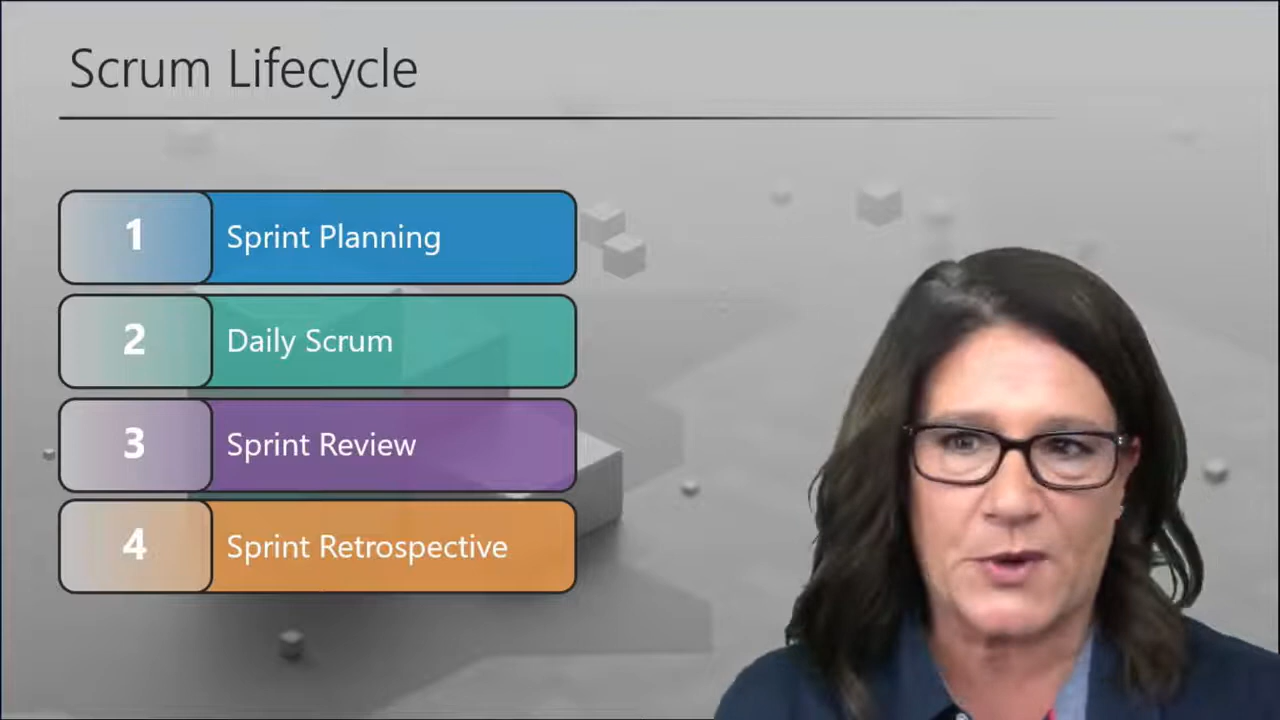 Scrum Lifecycle
1 Sprint Planning
2 Daily Scrum
3 Sprint Review
4 Sprint Retrospective